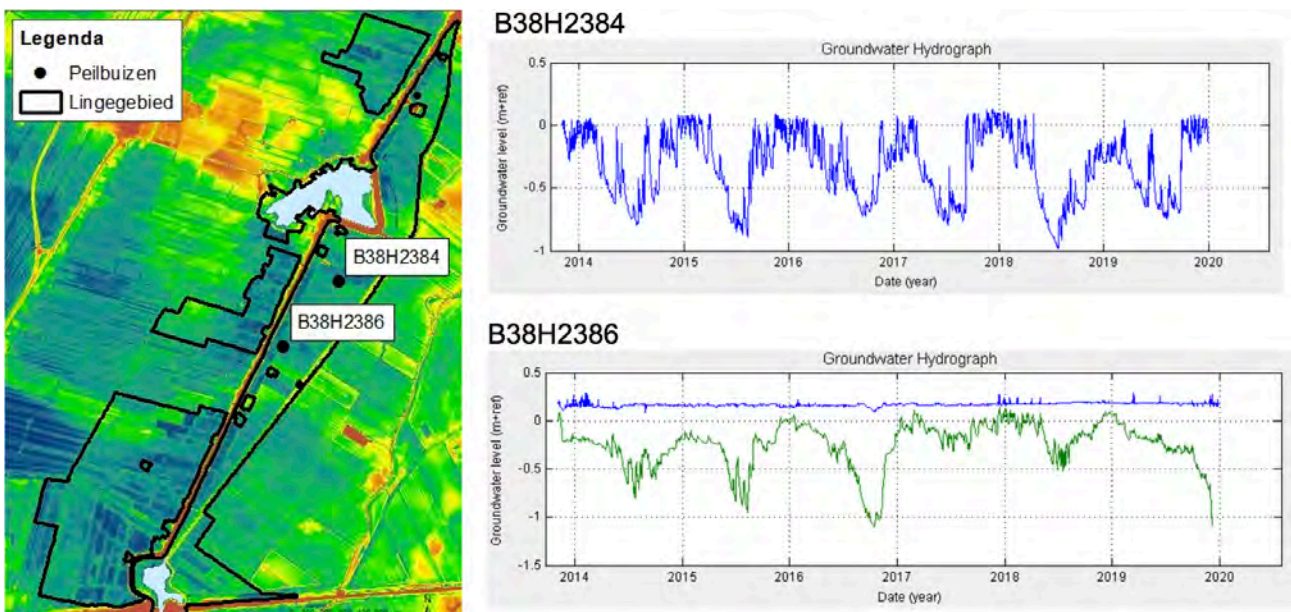 Legenda
Peilbuizen
Lingegebied
B38H2384
B38H2386
N
B38H2384
Groundwater Hydrograph
Groundwater level (m+ref)
0.5
0
-0.5
-1
2014 2015 2016 2017 2018 2019 2020
Date (year)
B38H2386
Groundwater Hydrograph
Groundwater level (m+ref)
0.5
0
-0.5
-1
-1.5
2014 2015 2016 2017 2018 2019 2020
Date (year)